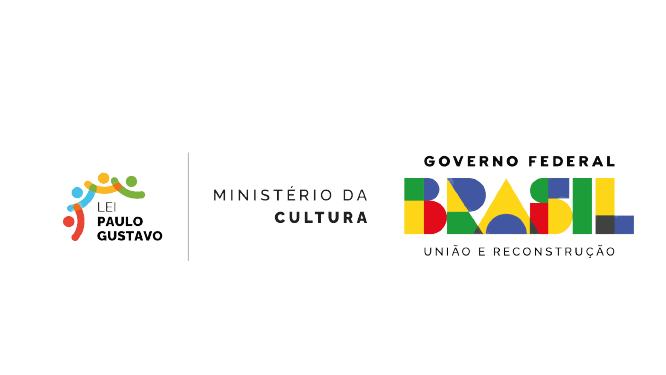 LEI
PAULO
GUSTAVO
MINISTÉRIO DA
CULTURA
GOVERNO FEDERAL
BRASIL
UNIÃO E RECONSTRUÇÃO